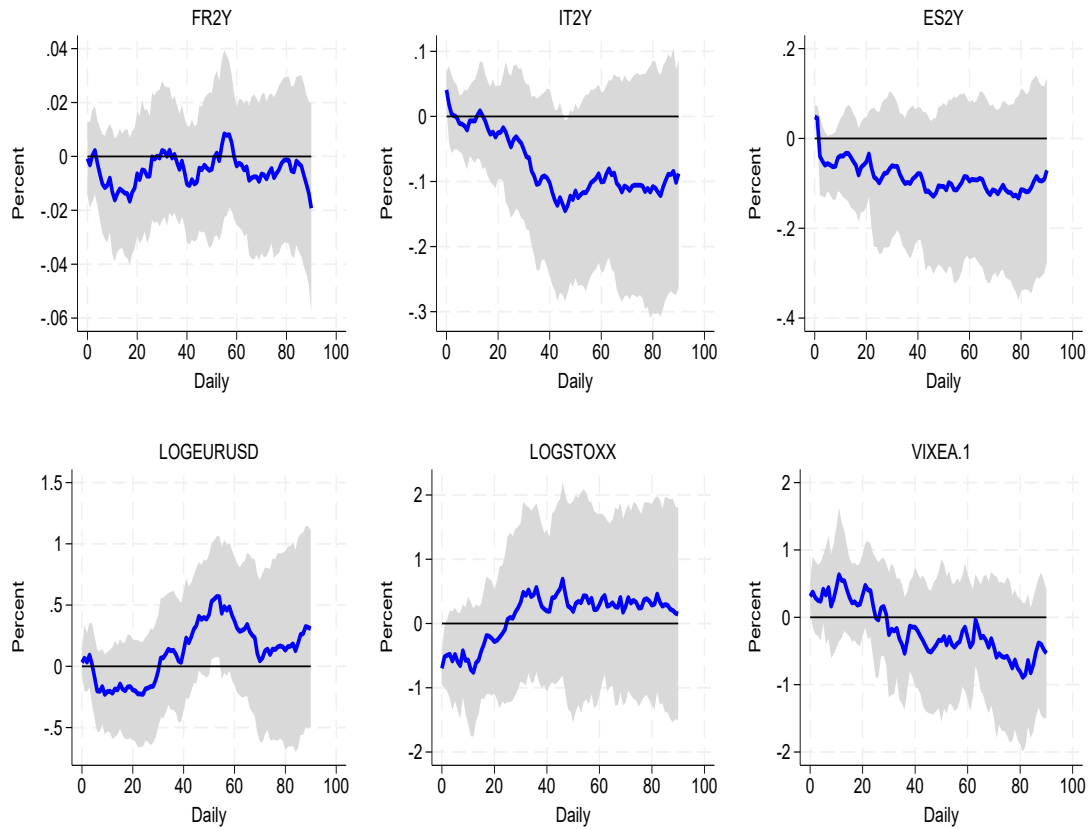 FR2Y
.04
.02
0
-.02
-.04
-.06
Percent
0 20 40 60 80 100
Daily
IT2Y
.1
0
-.1
-.2
-.3
Percent
0 20 40 60 80 100
Daily
ES2Y
.2
0
-.2
-.4
Percent
0 20 40 60 80 100
Daily
LOGEURUSD
1.5
1
.5
0
-.5
Percent
0 20 40 60 80 100
Daily
LOGSTOXX
2
1
0
-1
-2
Percent
0 20 40 60 80 100
Daily
VIXEA.1
2
1
0
-1
-2
Percent
0 20 40 60 80 100
Daily